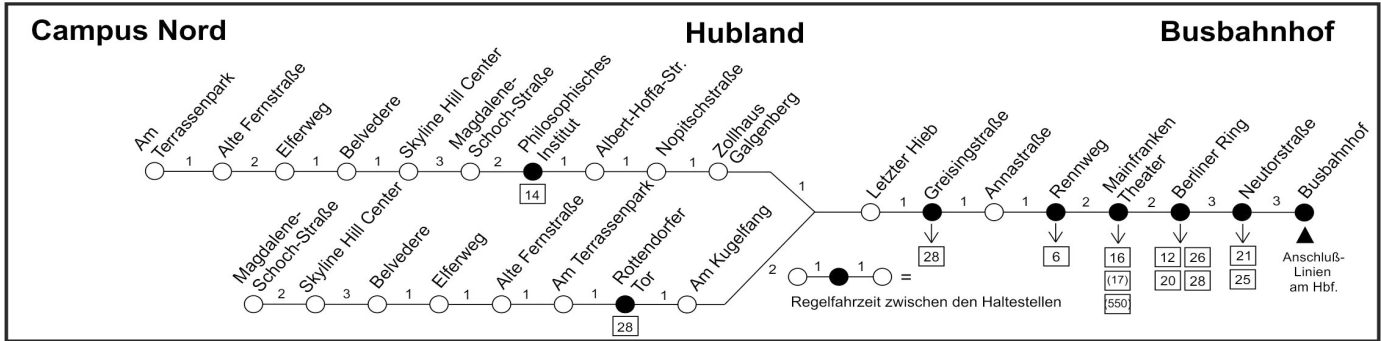 Campus Nord
Hubland
Busbahnhof
Am
Terrassenpark
Alte Fernstraße
Elferweg
Belvedere
Skyline Hill Center
Magdalene-
Schoch-Straße
Philosophisches
Institut
Albert-Hoffa-Str.
Nopitschstraße
Zollhaus
Galgenberg
1 2 1 1 3 2 1 1 1 1
14
Letzter Hieb
Greisingstraße
Annastraße
Rennweg
Mainfranken
Theater
Berliner Ring
Neutorstraße
Busbahnhof
1 1 1 2 2 3 3
28
6
16
(17)
(550)
12 26
20 28
21
25
Anschluß-
Linien
am Hbf.
Magdalene-
Schoch-Straße
Skyline Hill Center
Belvedere
Elferweg
Alte Fernstraße
Am Terrassenpark
Rottendorfer
Tor
Am Kugelfang
2 3 1 1 1 1 1 2
28
1 1 =
Regelfahrzeit zwischen den Haltestellen